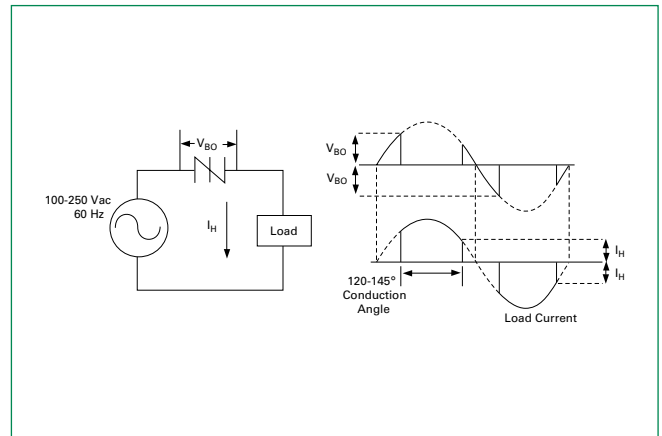 V_BO
100-250 Vac
60 Hz
I_H
Load
V_BO
V_BO
I_H
I_H
120-145°
Conduction
Angle
Load Current